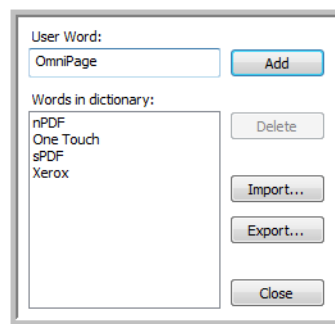 User Word:
OmniPage
Add
Words in dictionary:
nPDF
One Touch
sPDF
Xerox
Delete
Import...
Export...
Close